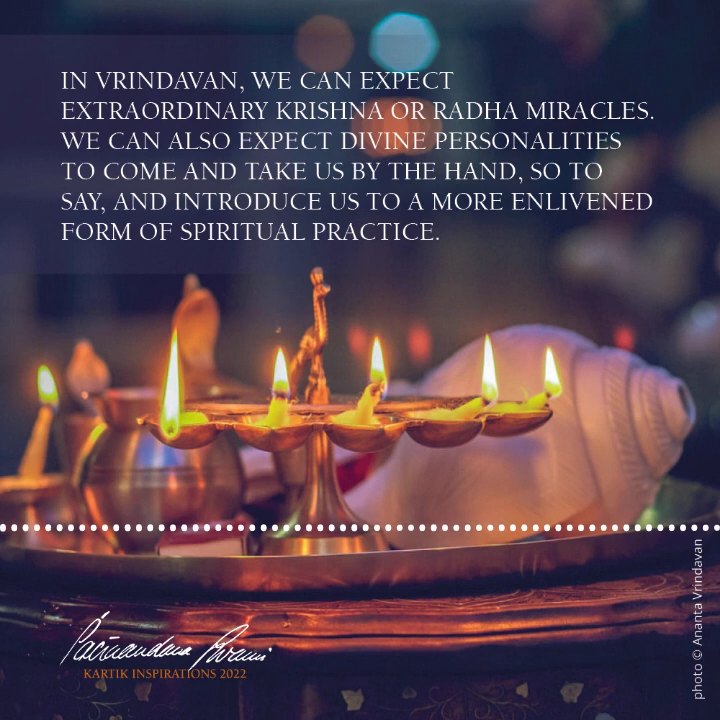 IN VRINDAVAN, WE CAN EXPECT
EXTRAORDINARY KRISHNA OR RADHA MIRACLES.
WE CAN ALSO EXPECT DIVINE PERSONALITIES
TO COME AND TAKE US BY THE HAND, SO TO
SAY, AND INTRODUCE US TO A MORE ENLIVENED
FORM OF SPIRITUAL PRACTICE.
Śacīnandana Swami
KARTIK INSPIRATIONS 2022
photo © Ananta Vrindavan